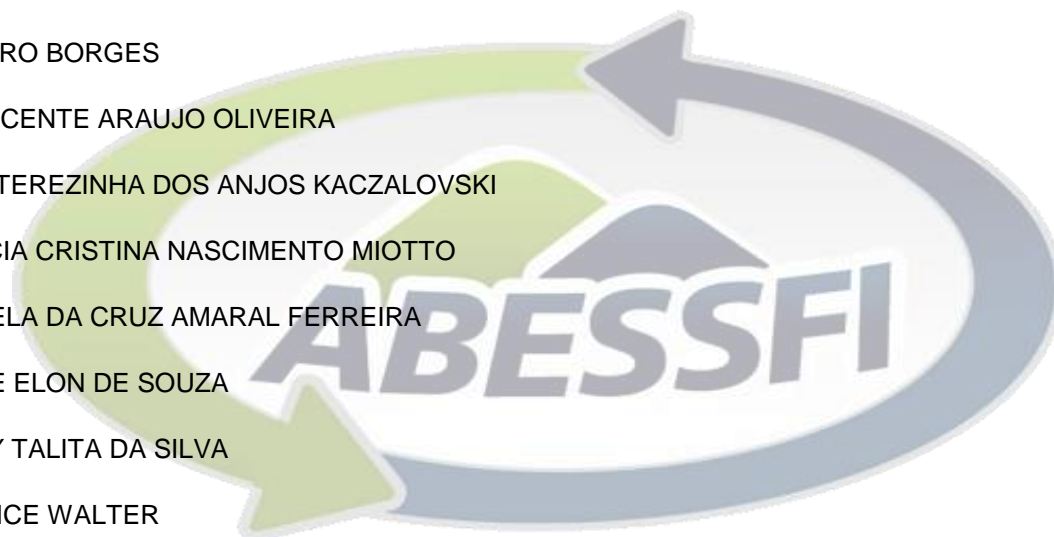 RO BORGES
CENTE ARAUJO OLIVEIRA
TEREZINHA DOS ANJOS KACZALOVSKI
CIA CRISTINA NASCIMENTO MIOTTO
ELA DA CRUZ AMARAL FERREIRA
ABESSFI
E ELON DE SOUZA
Y TALITA DA SILVA
ICE WALTER